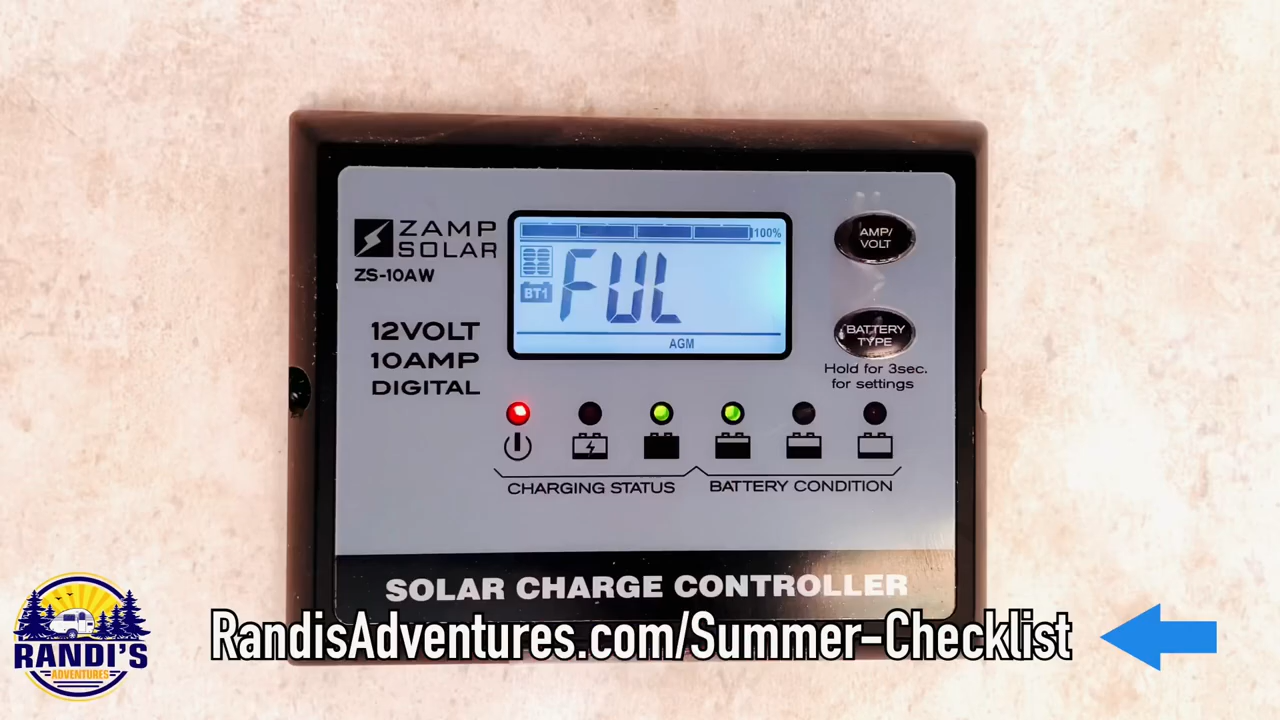 ZAMP
SOLAR
ZS-10AW
12VOLT
10AMP
DIGITAL
100%
FUL
BT1
AGM
AMP/
VOLT
BATTERY
TYPE
Hold for 3sec.
for settings
CHARGING STATUS
BATTERY CONDITION
SOLAR CHARGE CONTROLLER
RandisAdventures.com/Summer-Checklist
RANDI'S
ADVENTURES